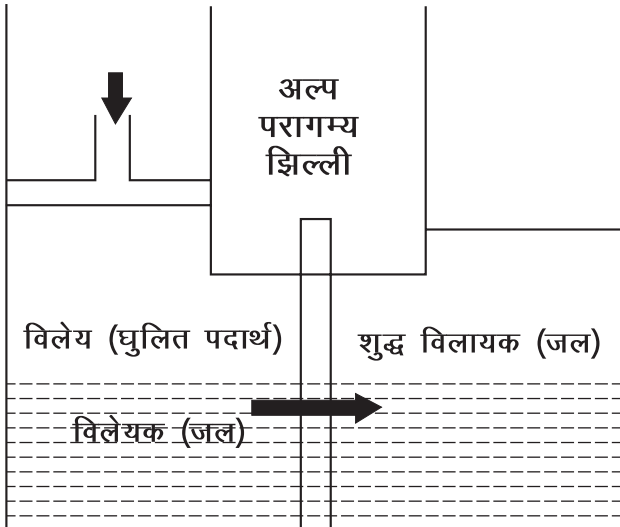 अल्प
परागम्य
झिल्ली
विलेय (घुलित पदार्थ)
शुद्ध विलायक (जल)
विलेयक (जल)